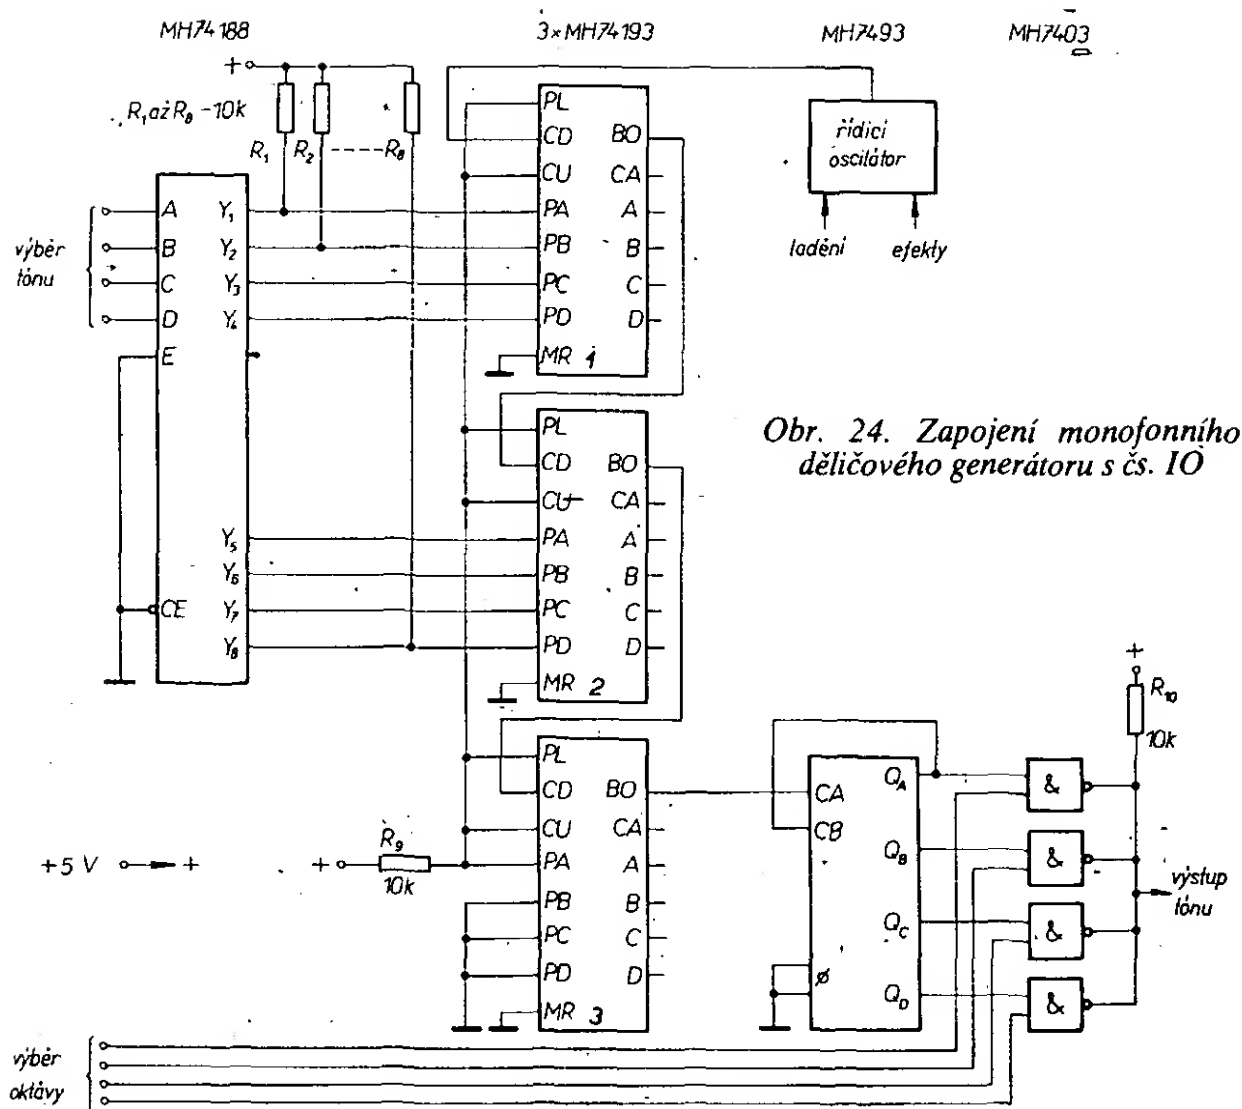 MH74188
3×MH74193
MH7493
MH7403
+
R₁ až R₈ - 10k
R₁ R₂ ----- R₈
výběr
tónu
A Y₁
B Y₂
C Y₃
D Y₄
E
Y₅
Y₆
CE Y₇
Y₈
PL
CD BO
CU CA
PA A
PB B
PC C
PD D
MR 1
PL
CD BO
CU CA
PA A
PB B
PC C
PD D
MR 2
PL
CD BO
CU CA
PA A
PB B
PC C
PD D
MR 3
řídicí
oscilátor
ladění
efekty
Obr. 24. Zapojení monofonního
děličového generátoru s čs. IO
+5 V +
+
R₉
10k
CA Q_A
CB
Q_B
Q_C
ø
Q_D
&
&
&
&
+
R₁₀
10k
výstup
tónu
výběr
oktávy